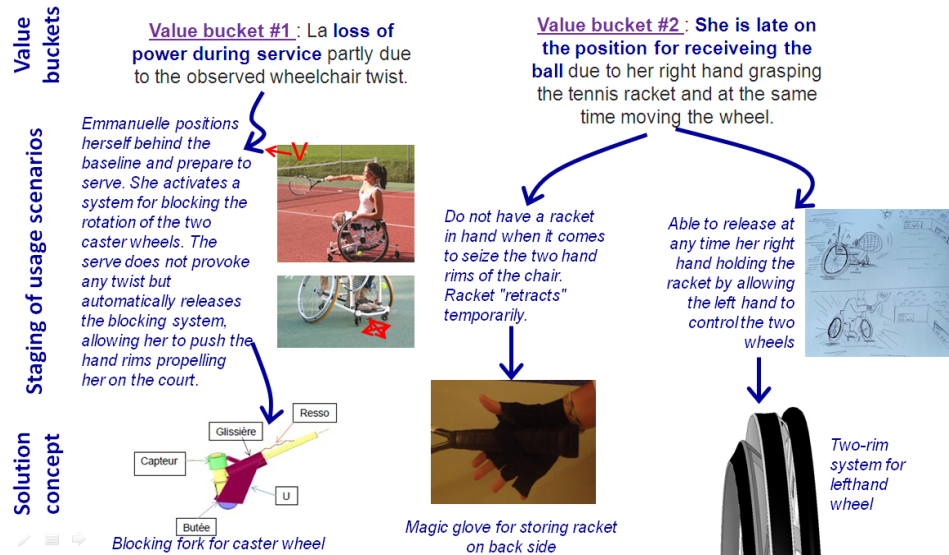 Value buckets
Value bucket #1 : La loss of
power during service partly due
to the observed wheelchair twist.
Value bucket #2 : She is late on
the position for receiveing the
ball due to her right hand grasping
the tennis racket and at the same
time moving the wheel.
Staging of usage scenarios
Emmanuelle positions
herself behind the
baseline and prepare to
serve. She activates a
system for blocking the
rotation of the two
caster wheels. The
serve does not provoke
any twist but
automatically releases
the blocking system,
allowing her to push the
hand rims propelling
her on the court.
V
Do not have a racket
in hand when it comes
to seize the two hand
rims of the chair.
Racket "retracts"
temporarily.
Able to release at
any time her right
hand holding the
racket by allowing
the left hand to
control the two
wheels
Solution concept
Resso
Glissière
Capteur
U
Butée
Blocking fork for caster wheel
Magic glove for storing racket
on back side
Two-rim
system for
lefthand
wheel